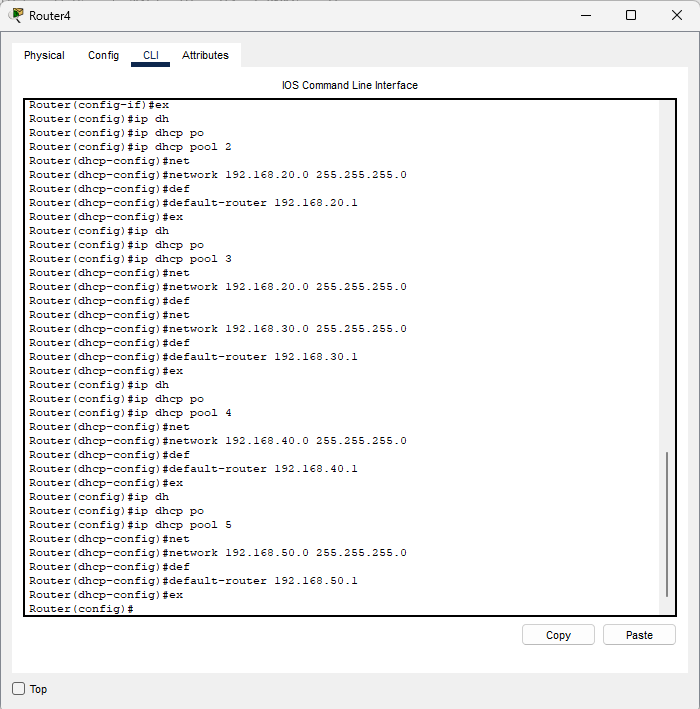 Router4
Physical Config CLI Attributes
IOS Command Line Interface
Router(config-if)#ex
Router(config)#ip dh
Router(config)#ip dhcp po
Router(config)#ip dhcp pool 2
Router(dhcp-config)#net
Router(dhcp-config)#network 192.168.20.0 255.255.255.0
Router(dhcp-config)#def
Router(dhcp-config)#default-router 192.168.20.1
Router(dhcp-config)#ex
Router(config)#ip dh
Router(config)#ip dhcp po
Router(config)#ip dhcp pool 3
Router(dhcp-config)#net
Router(dhcp-config)#network 192.168.20.0 255.255.255.0
Router(dhcp-config)#def
Router(dhcp-config)#net
Router(dhcp-config)#network 192.168.30.0 255.255.255.0
Router(dhcp-config)#def
Router(dhcp-config)#default-router 192.168.30.1
Router(dhcp-config)#ex
Router(config)#ip dh
Router(config)#ip dhcp po
Router(config)#ip dhcp pool 4
Router(dhcp-config)#net
Router(dhcp-config)#network 192.168.40.0 255.255.255.0
Router(dhcp-config)#def
Router(dhcp-config)#default-router 192.168.40.1
Router(dhcp-config)#ex
Router(config)#ip dh
Router(config)#ip dhcp po
Router(config)#ip dhcp pool 5
Router(dhcp-config)#net
Router(dhcp-config)#network 192.168.50.0 255.255.255.0
Router(dhcp-config)#def
Router(dhcp-config)#default-router 192.168.50.1
Router(dhcp-config)#ex
Router(config)#
Copy Paste
Top